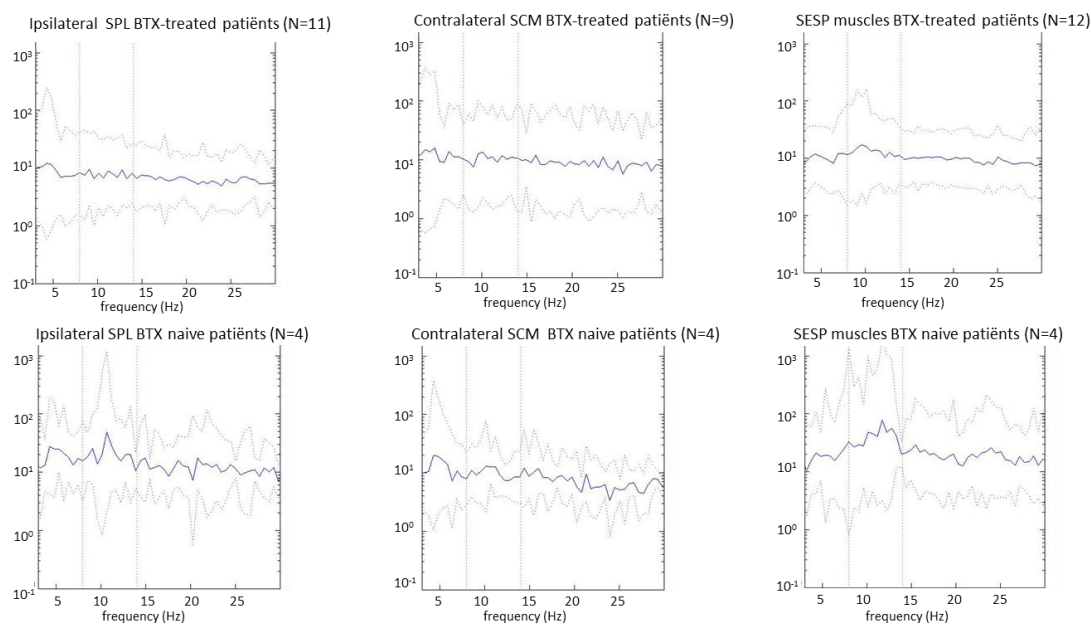 Ipsilateral SPL BTX-treated patiënts (N=11)
10³
10²
10¹
10⁰
10⁻¹
5 10 15 20 25
frequency (Hz)
Contralateral SCM BTX-treated patiënts (N=9)
10³
10²
10¹
10⁰
10⁻¹
5 10 15 20 25
frequency (Hz)
SESP muscles BTX-treated patiënts (N=12)
10³
10²
10¹
10⁰
10⁻¹
5 10 15 20 25
frequency (Hz)
Ipsilateral SPL BTX naive patiënts (N=4)
10³
10²
10¹
10⁰
10⁻¹
5 10 15 20 25
frequency (Hz)
Contralateral SCM BTX naive patiënts (N=4)
10³
10²
10¹
10⁰
10⁻¹
5 10 15 20 25
frequency (Hz)
SESP muscles BTX naive patiënts (N=4)
10³
10²
10¹
10⁰
10⁻¹
5 10 15 20 25
frequency (Hz)